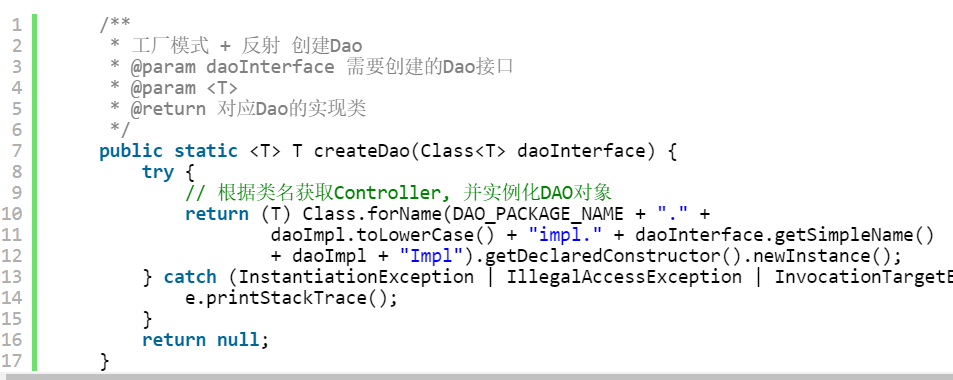 1 /**
2 * 工厂模式 + 反射 创建Dao
3 * @param daoInterface 需要创建的Dao接口
4 * @param <T>
5 * @return 对应Dao的实现类
6 */
7 public static <T> T createDao(Class<T> daoInterface) {
8 try {
9 // 根据类名获取Controller, 并实例化DAO对象
10 return (T) Class.forName(DAO_PACKAGE_NAME + "." +
11 daoImpl.toLowerCase() + "impl." + daoInterface.getSimpleName()
12 + daoImpl + "Impl").getDeclaredConstructor().newInstance();
13 } catch (InstantiationException | IllegalAccessException | InvocationTargetE
14 e.printStackTrace();
15 }
16 return null;
17 }